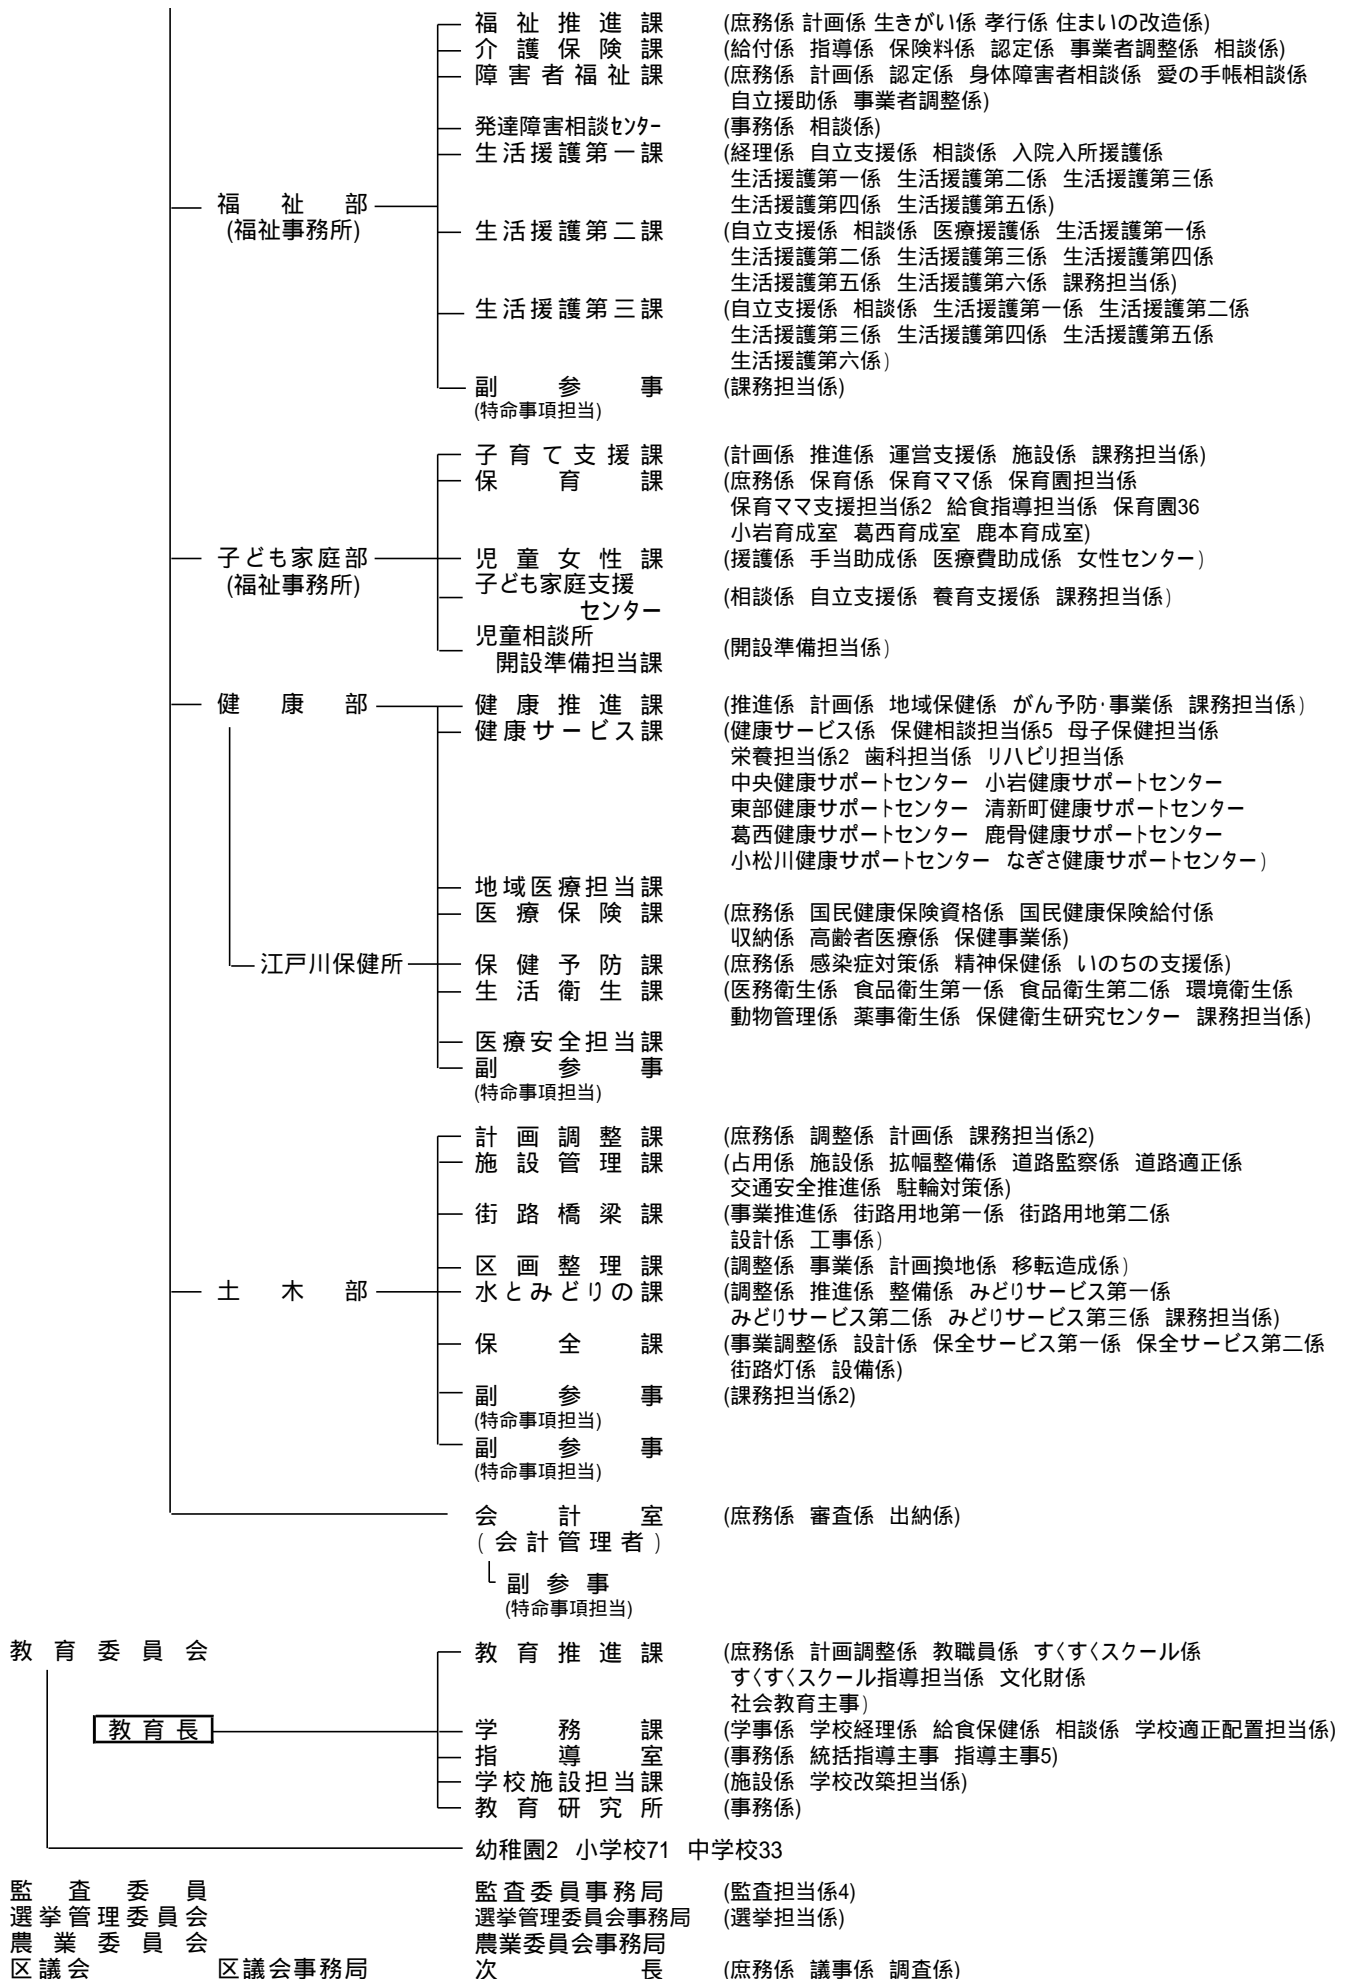 福祉推進課 (庶務係 計画係 生きがい係 孝行係 住まいの改造係)
介護保険課 (給付係 指導係 保険料係 認定係 事業者調整係 相談係)
障害者福祉課 (庶務係 計画係 認定係 身体障害者相談係 愛の手帳相談係
自立援助係 事業者調整係)
発達障害相談センター (事務係 相談係)
生活援護第一課 (経理係 自立支援係 相談係 入院入所援護係
生活援護第一係 生活援護第二係 生活援護第三係
福祉部 生活援護第四係 生活援護第五係)
(福祉事務所) 生活援護第二課 (自立支援係 相談係 医療援護係 生活援護第一係
生活援護第二係 生活援護第三係 生活援護第四係
生活援護第五係 生活援護第六係 課務担当係)
生活援護第三課 (自立支援係 相談係 生活援護第一係 生活援護第二係
生活援護第三係 生活援護第四係 生活援護第五係
生活援護第六係)
副参事 (課務担当係)
(特命事項担当)
子育て支援課 (計画係 推進係 運営支援係 施設係 課務担当係)
保育課 (庶務係 保育係 保育ママ係 保育園担当係
保育ママ支援担当係2 給食指導担当係 保育園36
小岩育成室 葛西育成室 鹿本育成室)
子ども家庭部 児童女性課 (援護係 手当助成係 医療費助成係 女性センター)
(福祉事務所) 子ども家庭支援
センター (相談係 自立支援係 養育支援係 課務担当係)
児童相談所
開設準備担当課 (開設準備担当係)
健康部 健康推進課 (推進係 計画係 地域保健係 がん予防･事業係 課務担当係)
健康サービス課 (健康サービス係 保健相談担当係5 母子保健担当係
栄養担当係2 歯科担当係 リハビリ担当係
中央健康サポートセンター 小岩健康サポートセンター
東部健康サポートセンター 清新町健康サポートセンター
葛西健康サポートセンター 鹿骨健康サポートセンター
小松川健康サポートセンター なぎさ健康サポートセンター)
地域医療担当課
医療保険課 (庶務係 国民健康保険資格係 国民健康保険給付係
収納係 高齢者医療係 保健事業係)
江戸川保健所 保健予防課 (庶務係 感染症対策係 精神保健係 いのちの支援係)
生活衛生課 (医務衛生係 食品衛生第一係 食品衛生第二係 環境衛生係
動物管理係 薬事衛生係 保健衛生研究センター 課務担当係)
医療安全担当課
副参事
(特命事項担当)
計画調整課 (庶務係 調整係 計画係 課務担当係2)
施設管理課 (占用係 施設係 拡幅整備係 道路監察係 道路適正係
交通安全推進係 駐輪対策係)
街路橋梁課 (事業推進係 街路用地第一係 街路用地第二係
設計係 工事係)
区画整理課 (調整係 事業係 計画換地係 移転造成係)
土木部 水とみどりの課 (調整係 推進係 整備係 みどりサービス第一係
みどりサービス第二係 みどりサービス第三係 課務担当係)
保全課 (事業調整係 設計係 保全サービス第一係 保全サービス第二係
街路灯係 設備係)
副参事 (課務担当係2)
(特命事項担当)
副参事
(特命事項担当)
会計室 (庶務係 審査係 出納係)
(会計管理者)
副参事
(特命事項担当)
教育委員会 教育推進課 (庶務係 計画調整係 教職員係 すくすくスクール係
すくすくスクール指導担当係 文化財係
社会教育主事)
教育長 学務課 (学事係 学校経理係 給食保健係 相談係 学校適正配置担当係)
指導室 (事務係 統括指導主事 指導主事5)
学校施設担当課 (施設係 学校改築担当係)
教育研究所 (事務係)
幼稚園2 小学校71 中学校33
監査委員 監査委員事務局 (監査担当係4)
選挙管理委員会 選挙管理委員会事務局 (選挙担当係)
農業委員会 農業委員会事務局
区議会 区議会事務局 次長 (庶務係 議事係 調査係)